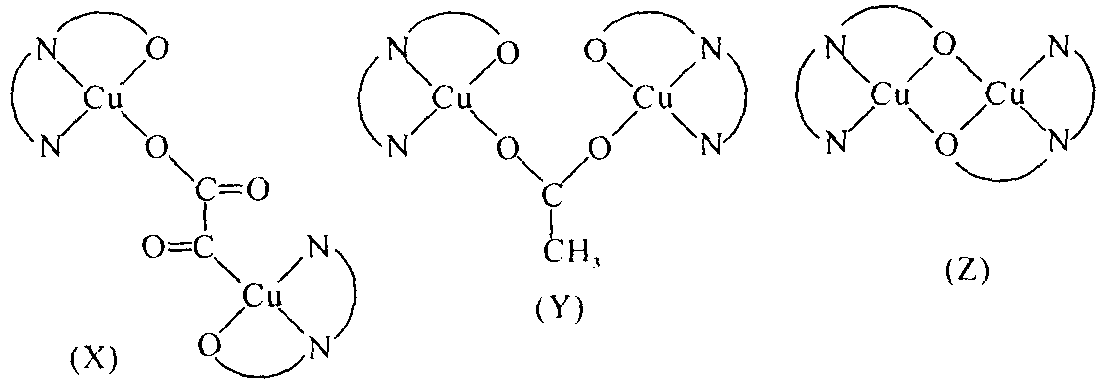 N O
Cu
N O
C=O
O=C
Cu N
O N
(X)
N O
Cu
N O
O N
Cu
O N
C
CH₃
(Y)
N O N
Cu Cu
N O N
(Z)